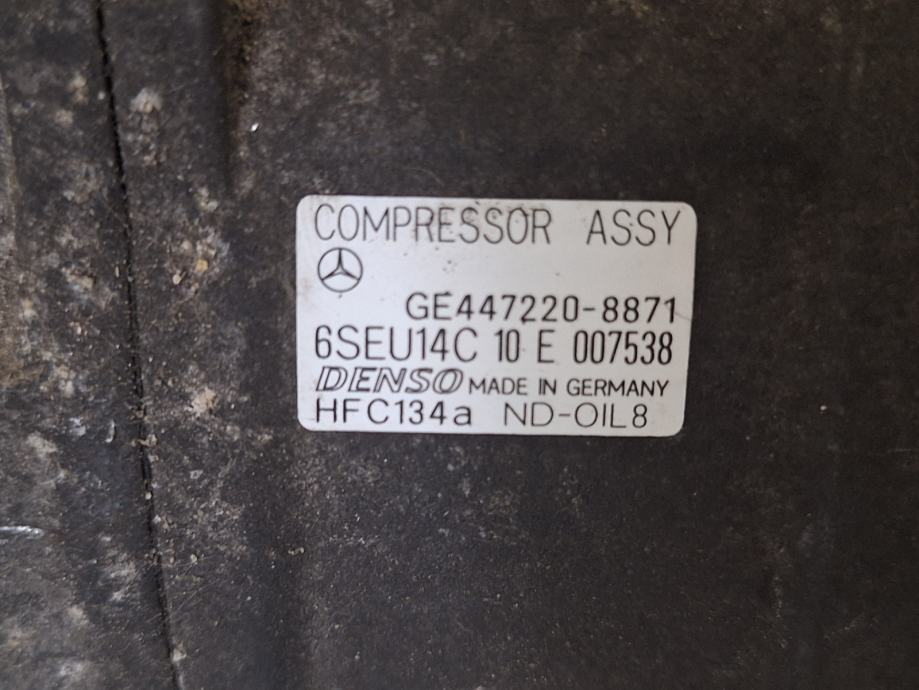 COMPRESSOR ASSY
GE447220-8871
6SEU14C 10 E 007538
DENSO MADE IN GERMANY
HFC134a ND-OIL8